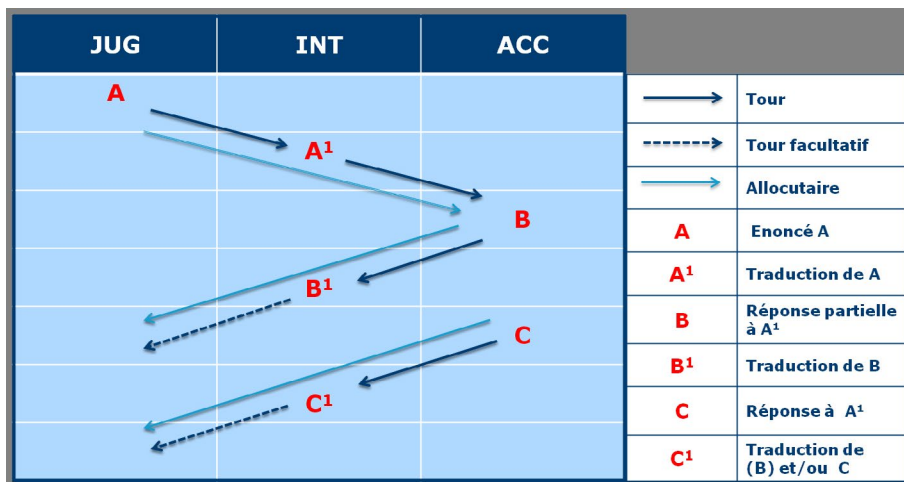 JUG INT ACC
A
A¹
B
B¹
C
C¹
Tour
Tour facultatif
Allocutaire
A Enoncé A
A¹ Traduction de A
B Réponse partielle
à A¹
B¹ Traduction de B
C Réponse à A¹
C¹ Traduction de
(B) et/ou C